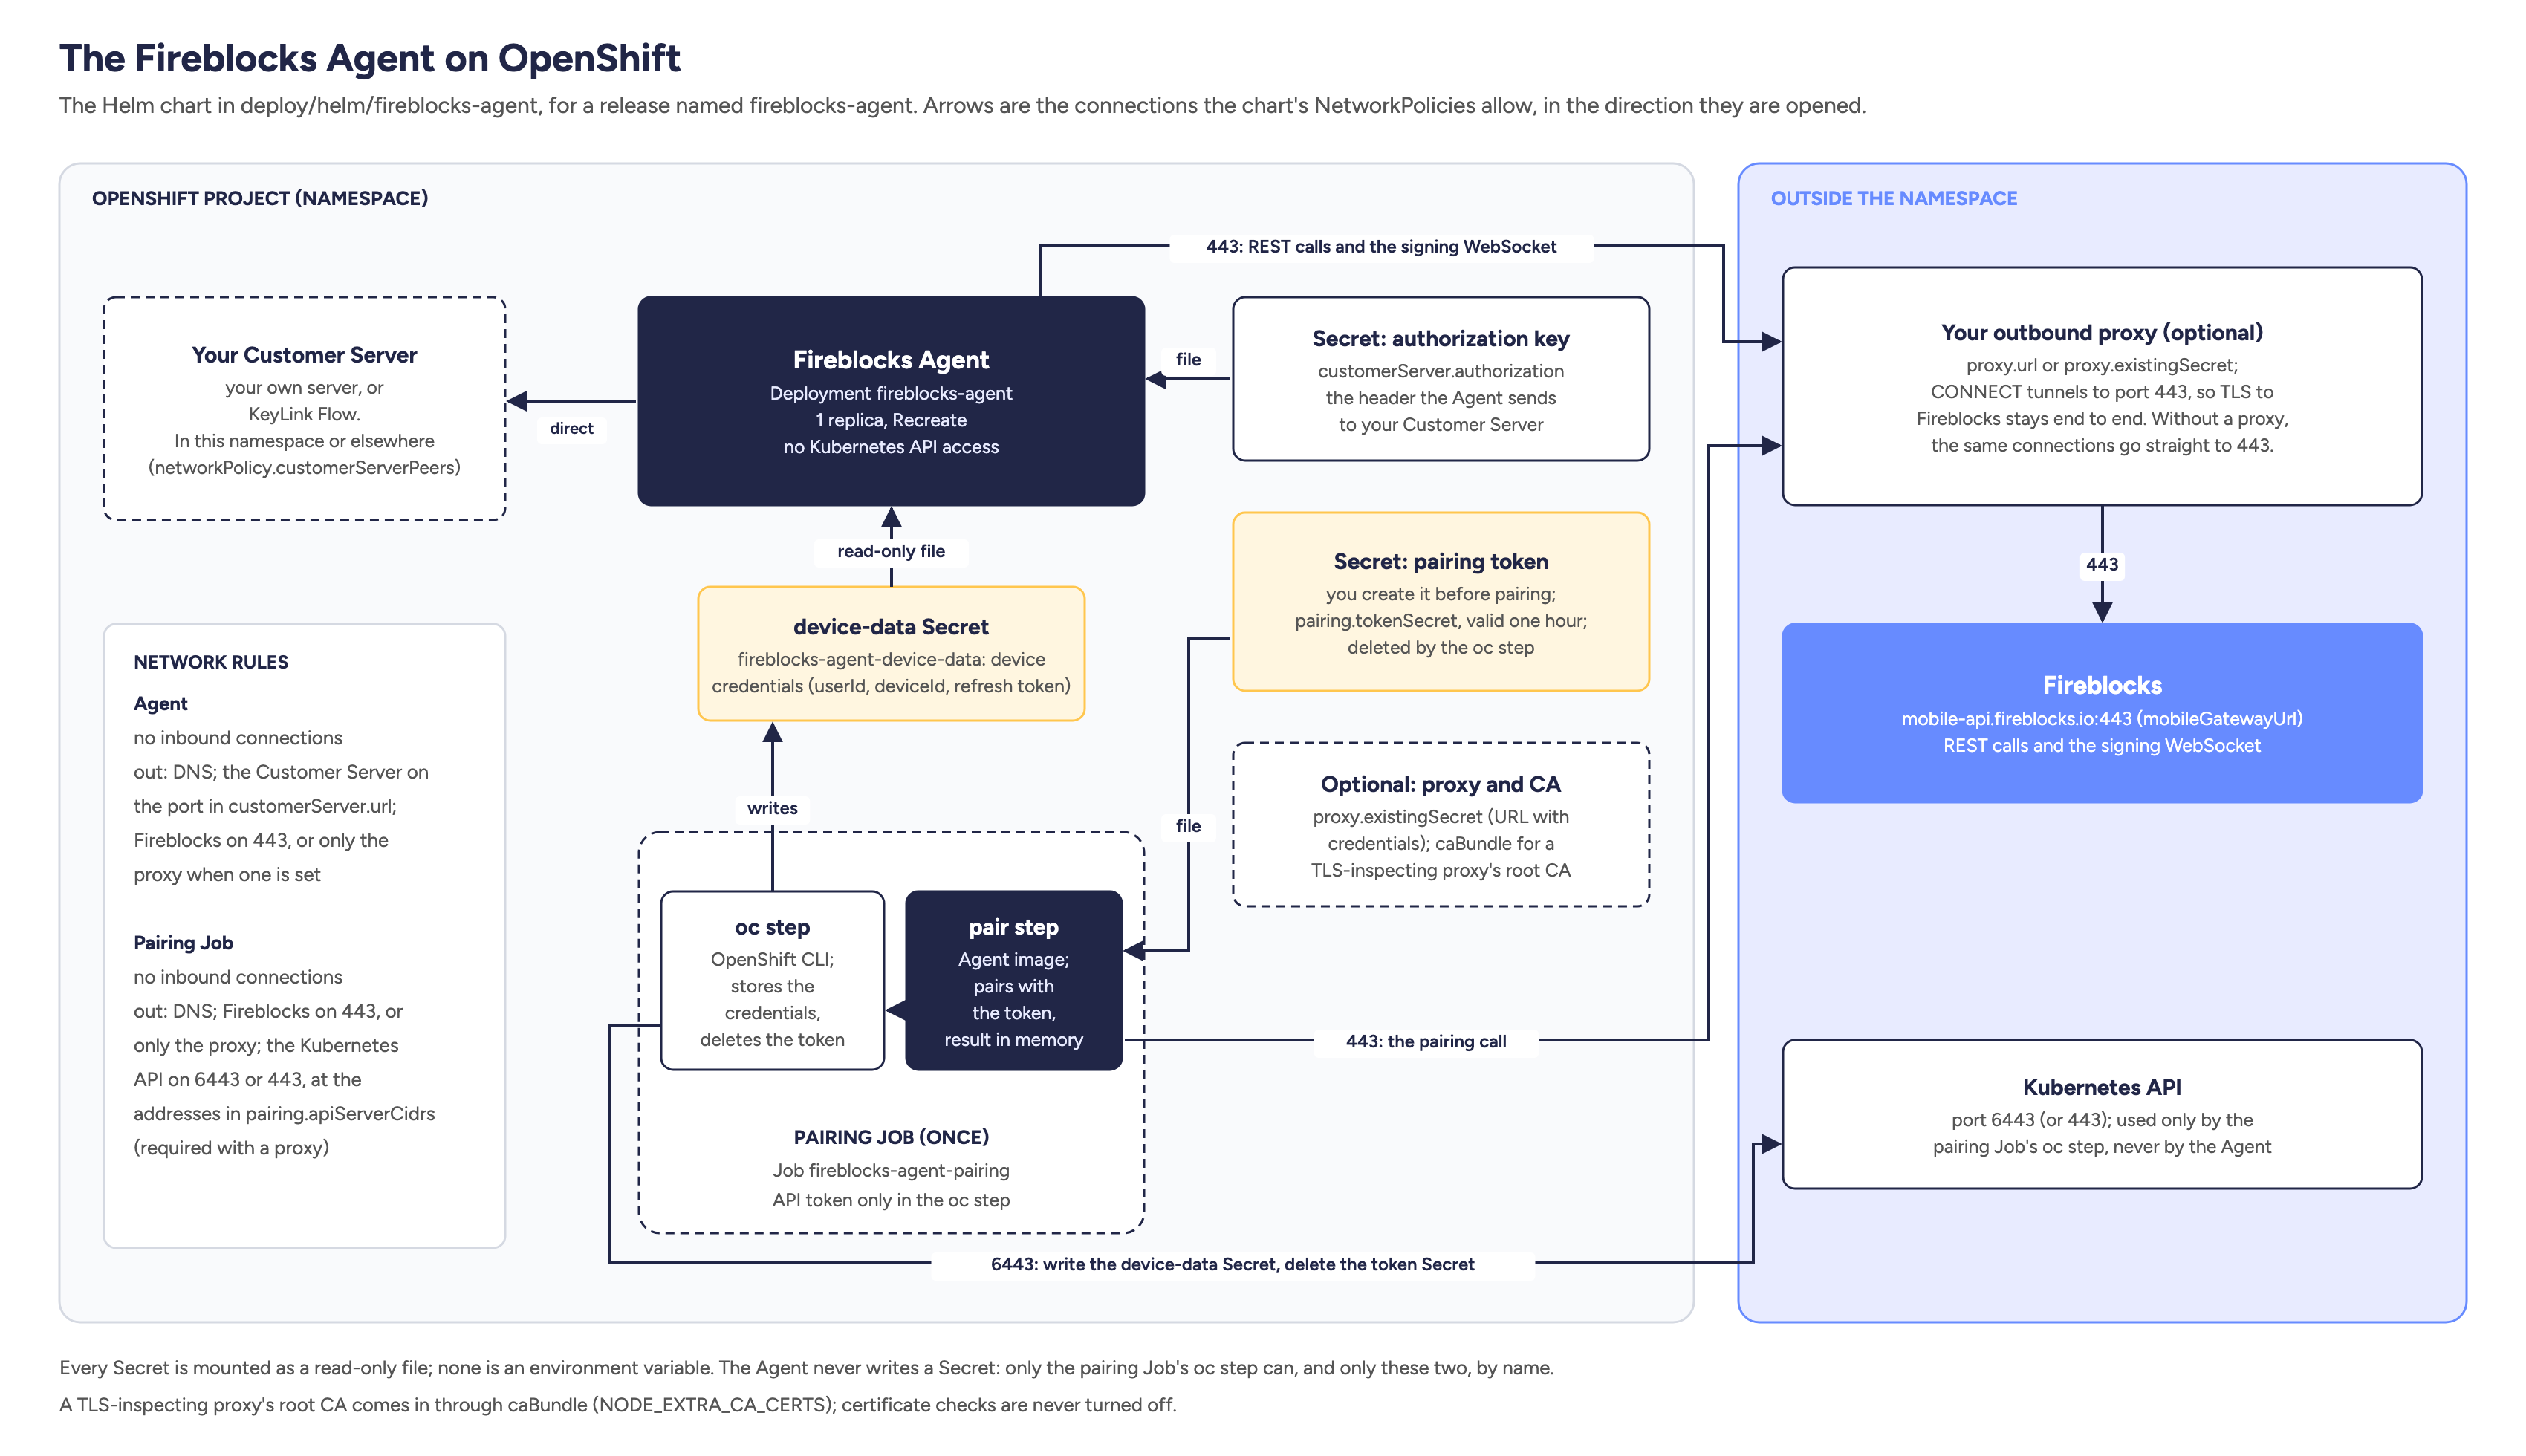 The Fireblocks Agent on OpenShift
The Helm chart in deploy/helm/fireblocks-agent, for a release named fireblocks-agent. Arrows are the connections the chart's NetworkPolicies allow, in the direction they are opened.
OPENSHIFT PROJECT (NAMESPACE)
443: REST calls and the signing WebSocket
Your Customer Server
your own server, or
KeyLink Flow.
In this namespace or elsewhere
(networkPolicy.customerServerPeers)
direct
Fireblocks Agent
Deployment fireblocks-agent
1 replica, Recreate
no Kubernetes API access
file
Secret: authorization key
customerServer.authorization
the header the Agent sends
to your Customer Server
read-only file
device-data Secret
fireblocks-agent-device-data: device
credentials (userId, deviceId, refresh token)
Secret: pairing token
you create it before pairing;
pairing.tokenSecret, valid one hour;
deleted by the oc step
NETWORK RULES
Agent
no inbound connections
out: DNS; the Customer Server on
the port in customerServer.url;
Fireblocks on 443, or only the
proxy when one is set
Pairing Job
no inbound connections
out: DNS; Fireblocks on 443, or
only the proxy; the Kubernetes
API on 6443 or 443, at the
addresses in pairing.apiServerCidrs
(required with a proxy)
writes
file
Optional: proxy and CA
proxy.existingSecret (URL with
credentials); caBundle for a
TLS-inspecting proxy's root CA
oc step
OpenShift CLI;
stores the
credentials,
deletes the token
pair step
Agent image;
pairs with
the token,
result in memory
443: the pairing call
PAIRING JOB (ONCE)
Job fireblocks-agent-pairing
API token only in the oc step
6443: write the device-data Secret, delete the token Secret
OUTSIDE THE NAMESPACE
Your outbound proxy (optional)
proxy.url or proxy.existingSecret;
CONNECT tunnels to port 443, so TLS to
Fireblocks stays end to end. Without a proxy,
the same connections go straight to 443.
443
Fireblocks
mobile-api.fireblocks.io:443 (mobileGatewayUrl)
REST calls and the signing WebSocket
Kubernetes API
port 6443 (or 443); used only by the
pairing Job's oc step, never by the Agent
Every Secret is mounted as a read-only file; none is an environment variable. The Agent never writes a Secret: only the pairing Job's oc step can, and only these two, by name.
A TLS-inspecting proxy's root CA comes in through caBundle (NODE_EXTRA_CA_CERTS); certificate checks are never turned off.